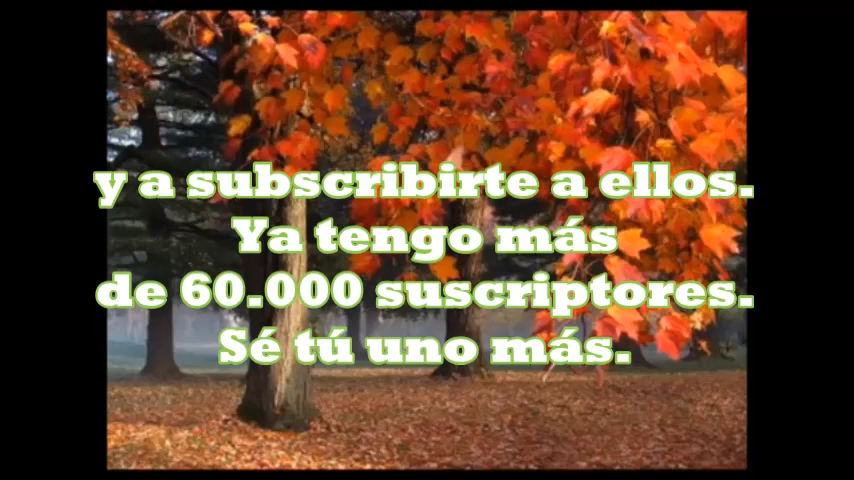 y a subscribirte a ellos.
Ya tengo más
de 60.000 suscriptores.
Sé tú uno más.